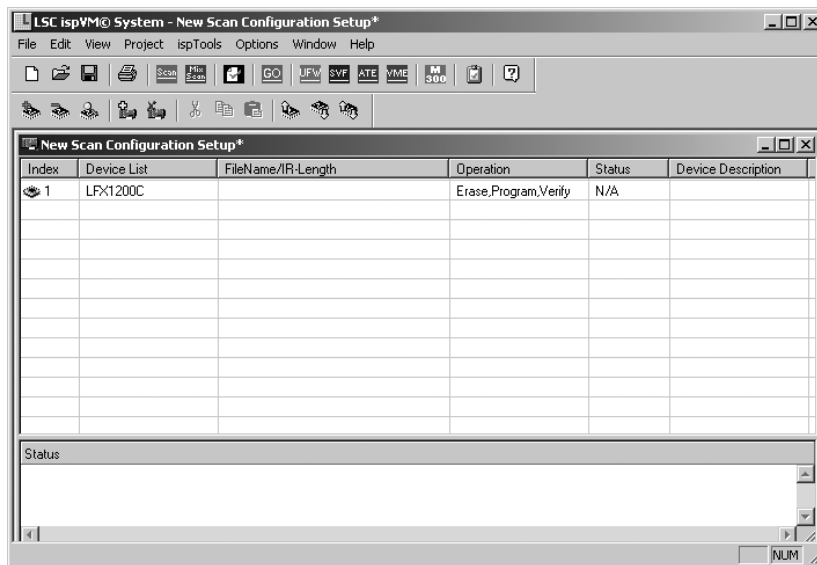 LSC ispVM© System - New Scan Configuration Setup*
File Edit View Project ispTools Options Window Help
Scan Mix Scan GO UFW SVF ATE VME M 300
New Scan Configuration Setup*
Index Device List FileName/IR-Length Operation Status Device Description
1 LFX1200C Erase,Program,Verify N/A
Status
NUM